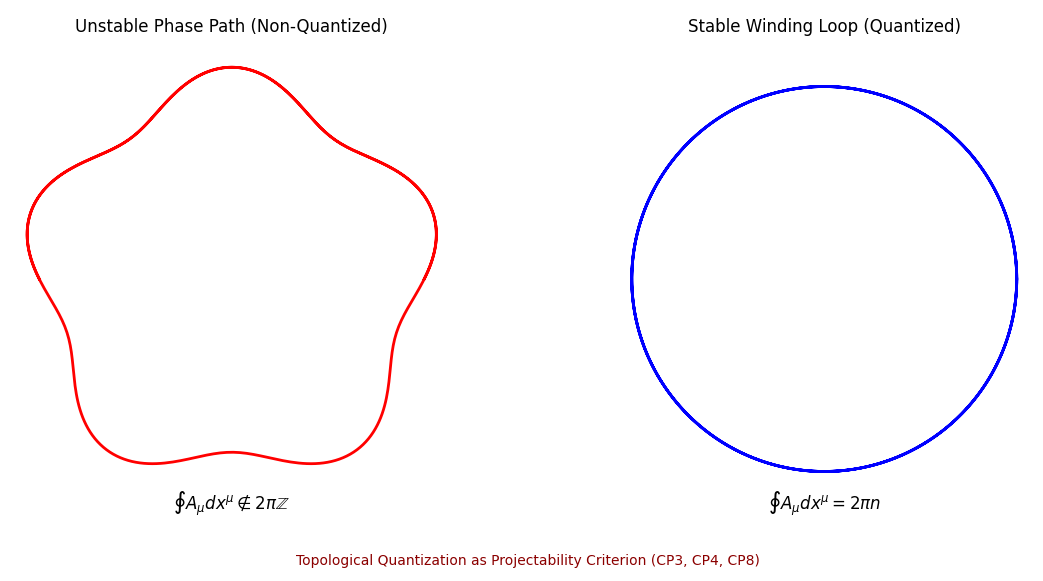 Unstable Phase Path (Non-Quantized)
Stable Winding Loop (Quantized)
∮A_μdx^μ ∉ 2πℤ
∮A_μdx^μ = 2πn
Topological Quantization as Projectability Criterion (CP3, CP4, CP8)